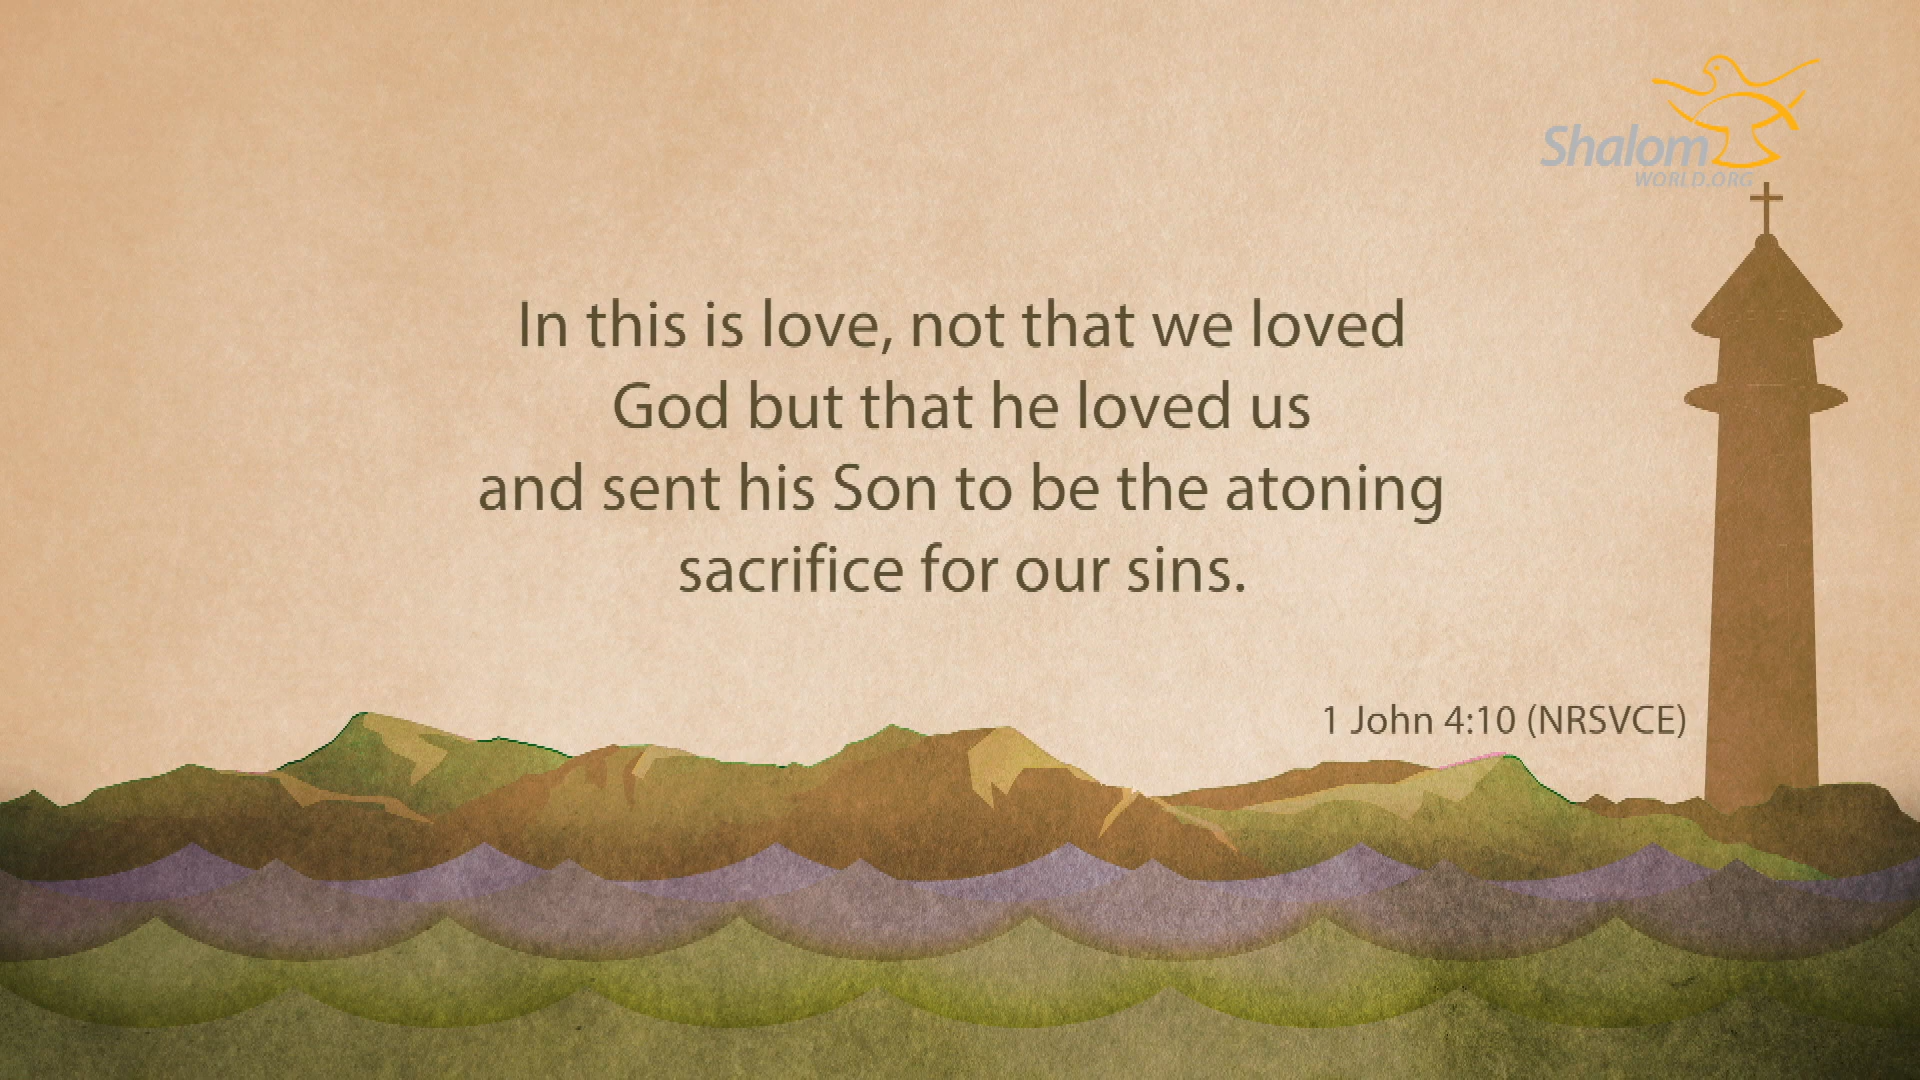 Shalom
WORLD.ORG
In this is love, not that we loved
God but that he loved us
and sent his Son to be the atoning
sacrifice for our sins.
1 John 4:10 (NRSVCE)